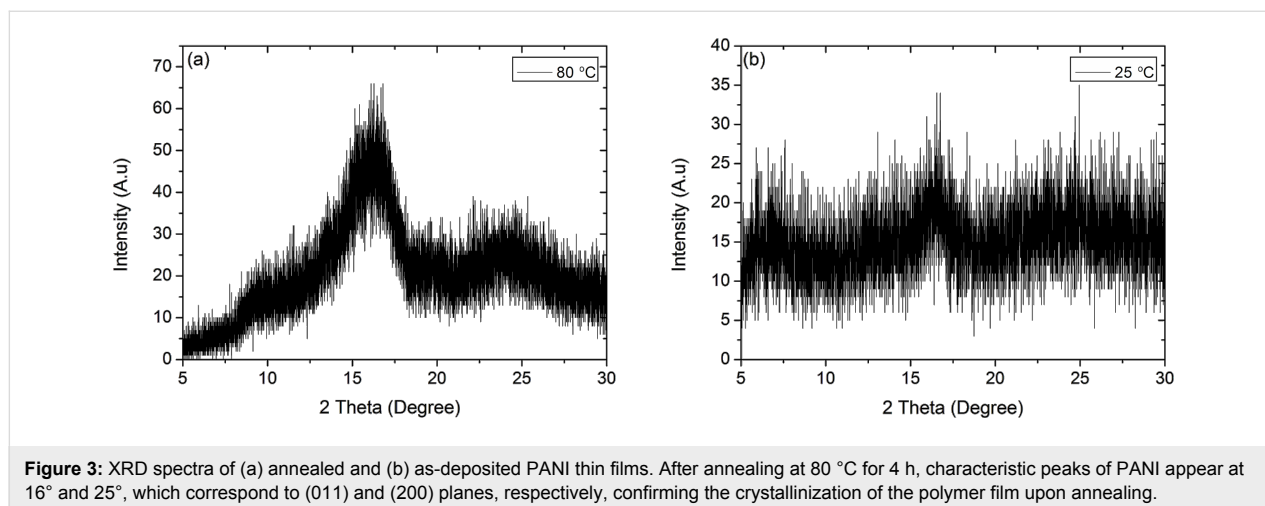 (a)
80 °C
70
60
50
40
30
20
10
0
Intensity (A.u)
5 10 15 20 25 30
2 Theta (Degree)
(b)
25 °C
40
35
30
25
20
15
10
5
0
Intensity (A.u)
5 10 15 20 25 30
2 Theta (Degree)
Figure 3: XRD spectra of (a) annealed and (b) as-deposited PANI thin films. After annealing at 80 °C for 4 h, characteristic peaks of PANI appear at
16° and 25°, which correspond to (011) and (200) planes, respectively, confirming the crystallinization of the polymer film upon annealing.